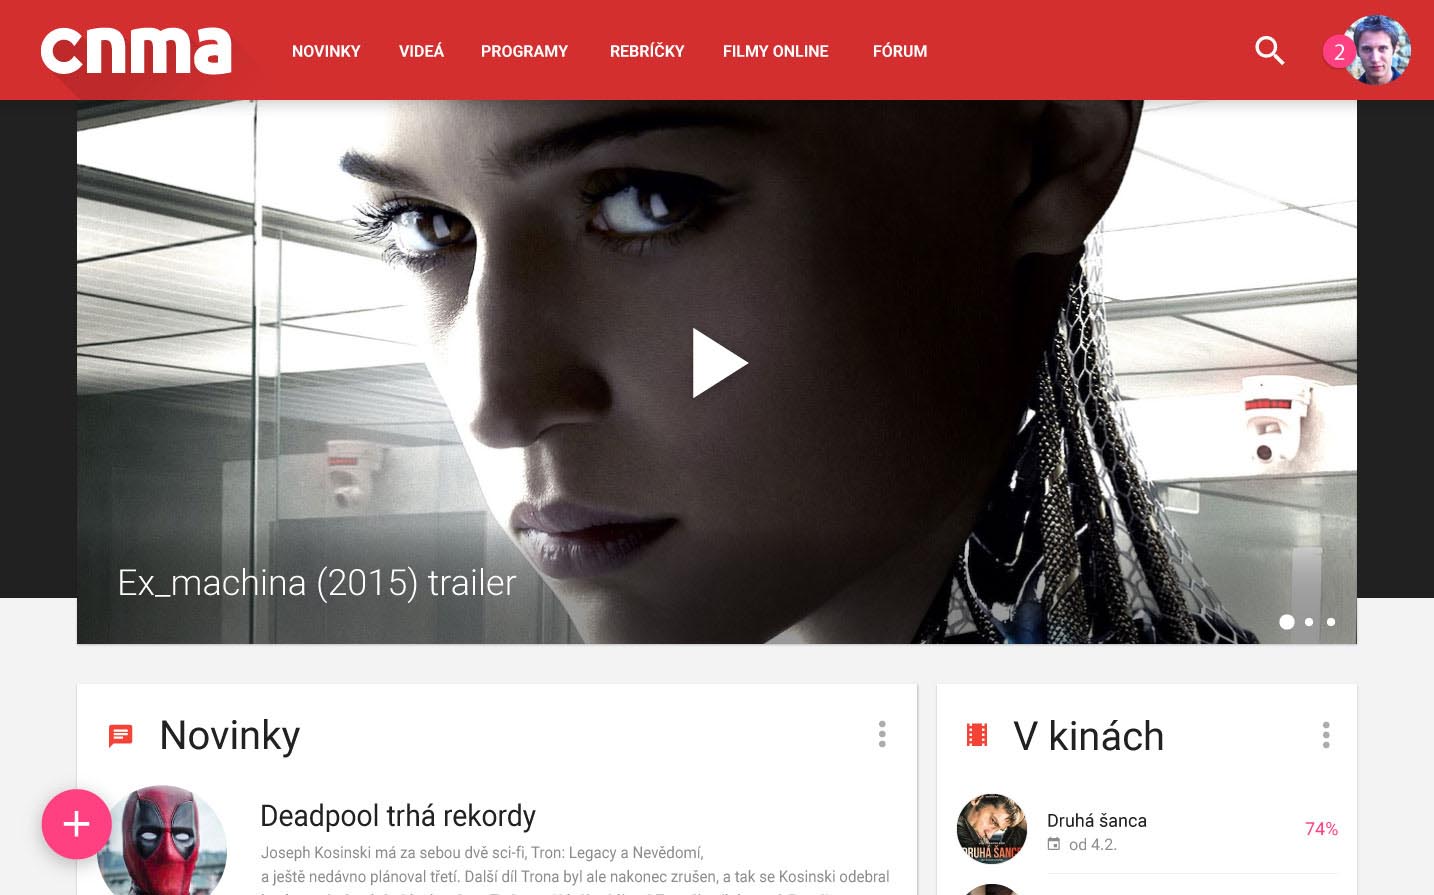 cnma
NOVINKY VIDEÁ PROGRAMY REBRÍČKY FILMY ONLINE FÓRUM
2
Ex_machina (2015) trailer
Novinky
Deadpool trhá rekordy
Joseph Kosinski má za sebou dvě sci-fi, Tron: Legacy a Nevědomí,
a ještě nedávno plánoval třetí. Další díl Trona byl ale nakonec zrušen, a tak se Kosinski odebral
V kinách
DRUHÁ ŠANCE
Druhá šanca
od 4.2.
74%